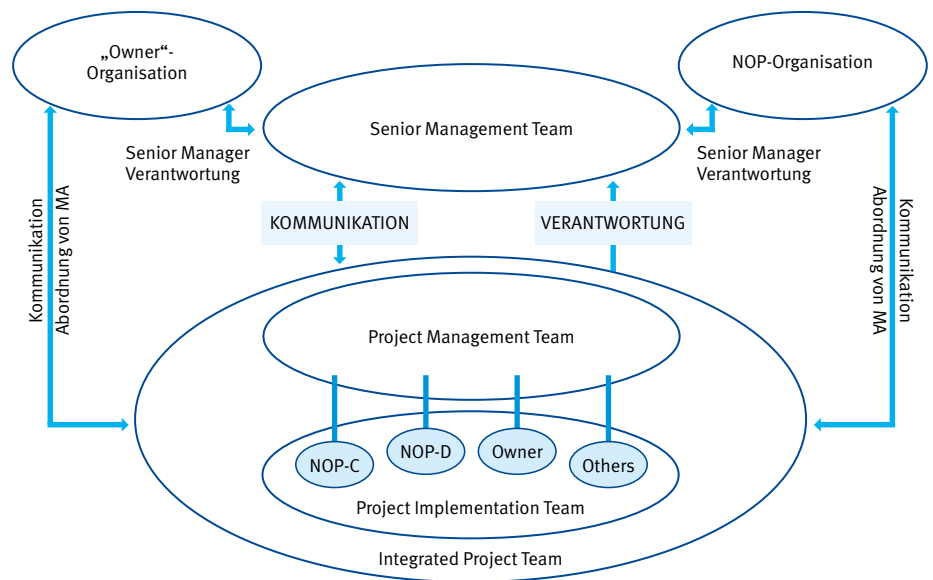 „Owner“-
Organisation
NOP-Organisation
Senior Management Team
Senior Manager
Verantwortung
Senior Manager
Verantwortung
KOMMUNIKATION
VERANTWORTUNG
Kommunikation
Abordnung von MA
Kommunikation
Abordnung von MA
Project Management Team
NOP-C
NOP-D
Owner
Others
Project Implementation Team
Integrated Project Team